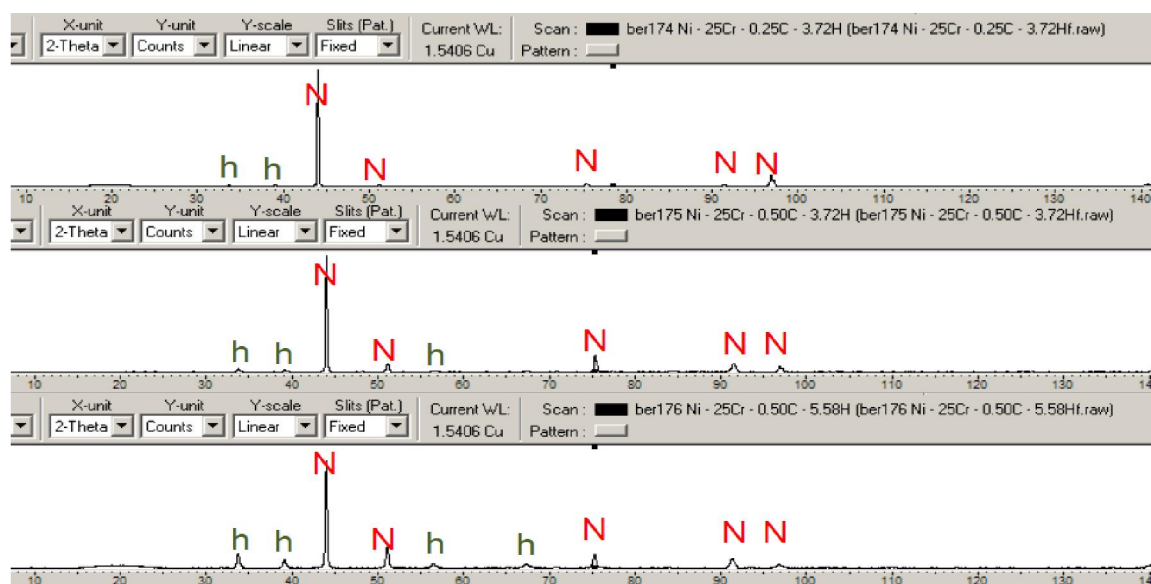 X-unit Y-unit Y-scale Slits (Pat.) Current WL: Scan : ber174 Ni - 25Cr - 0.25C - 3.72H (ber174 Ni - 25Cr - 0.25C - 3.72Hf.raw)
2-Theta Counts Linear Fixed 1.5406 Cu Pattern :
N
h h N N N N
10 20 30 40 50 60 70 80 90 100 110 120 130 140
X-unit Y-unit Y-scale Slits (Pat.) Current WL: Scan : ber175 Ni - 25Cr - 0.50C - 3.72H (ber175 Ni - 25Cr - 0.50C - 3.72Hf.raw)
2-Theta Counts Linear Fixed 1.5406 Cu Pattern :
N
h h N h N N N
10 20 30 40 50 60 70 80 90 100 110 120 130 140
X-unit Y-unit Y-scale Slits (Pat.) Current WL: Scan : ber176 Ni - 25Cr - 0.50C - 5.58H (ber176 Ni - 25Cr - 0.50C - 5.58Hf.raw)
2-Theta Counts Linear Fixed 1.5406 Cu Pattern :
N
h h N h h N N N
10 20 30 40 50 60 70 80 90 100 110 120 130 140